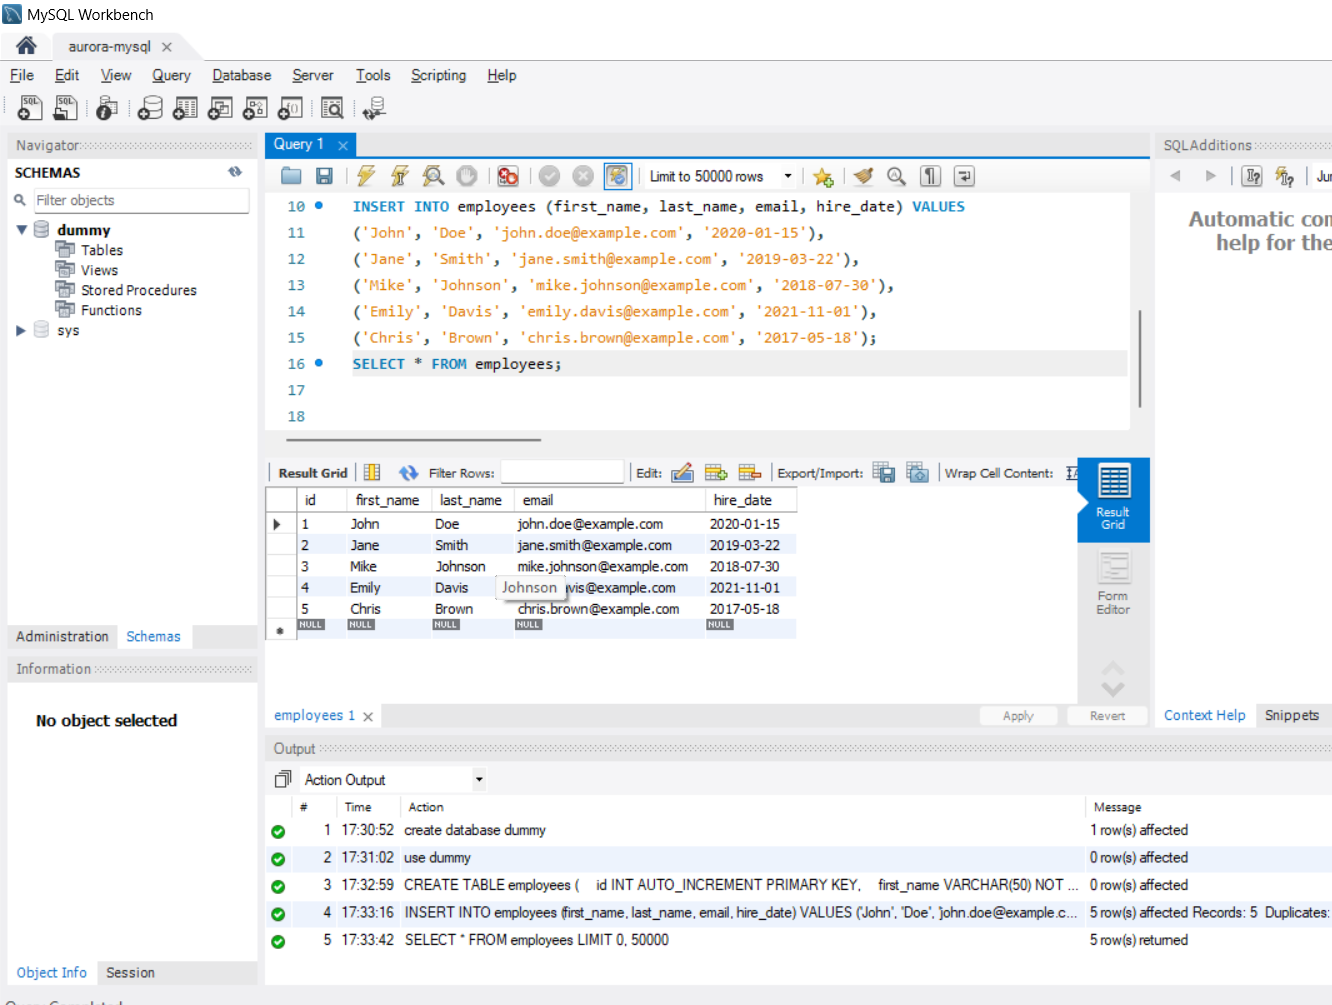 MySQL Workbench
aurora-mysql
File Edit View Query Database Server Tools Scripting Help
Navigator
SCHEMAS
Filter objects
dummy
Tables
Views
Stored Procedures
Functions
sys
Administration Schemas
Information
No object selected
Object Info Session
Query 1
Limit to 50000 rows
10 INSERT INTO employees (first_name, last_name, email, hire_date) VALUES
11 ('John', 'Doe', 'john.doe@example.com', '2020-01-15'),
12 ('Jane', 'Smith', 'jane.smith@example.com', '2019-03-22'),
13 ('Mike', 'Johnson', 'mike.johnson@example.com', '2018-07-30'),
14 ('Emily', 'Davis', 'emily.davis@example.com', '2021-11-01'),
15 ('Chris', 'Brown', 'chris.brown@example.com', '2017-05-18');
16 SELECT * FROM employees;
17
18
Result Grid Filter Rows: Edit: Export/Import: Wrap Cell Content:
id first_name last_name email hire_date
1 John Doe john.doe@example.com 2020-01-15
2 Jane Smith jane.smith@example.com 2019-03-22
3 Mike Johnson mike.johnson@example.com 2018-07-30
4 Emily Davis vis@example.com 2021-11-01
Johnson
5 Chris Brown chris.brown@example.com 2017-05-18
NULL NULL NULL NULL NULL
Result
Grid
Form
Editor
employees 1
Apply Revert
SQLAdditions
Jum
Automatic con
help for the
Context Help Snippets
Output
Action Output
# Time Action Message
1 17:30:52 create database dummy 1 row(s) affected
2 17:31:02 use dummy 0 row(s) affected
3 17:32:59 CREATE TABLE employees ( id INT AUTO_INCREMENT PRIMARY KEY, first_name VARCHAR(50) NOT ... 0 row(s) affected
4 17:33:16 INSERT INTO employees (first_name, last_name, email, hire_date) VALUES ('John', 'Doe', 'john.doe@example.c... 5 row(s) affected Records: 5 Duplicates:
5 17:33:42 SELECT * FROM employees LIMIT 0, 50000 5 row(s) returned